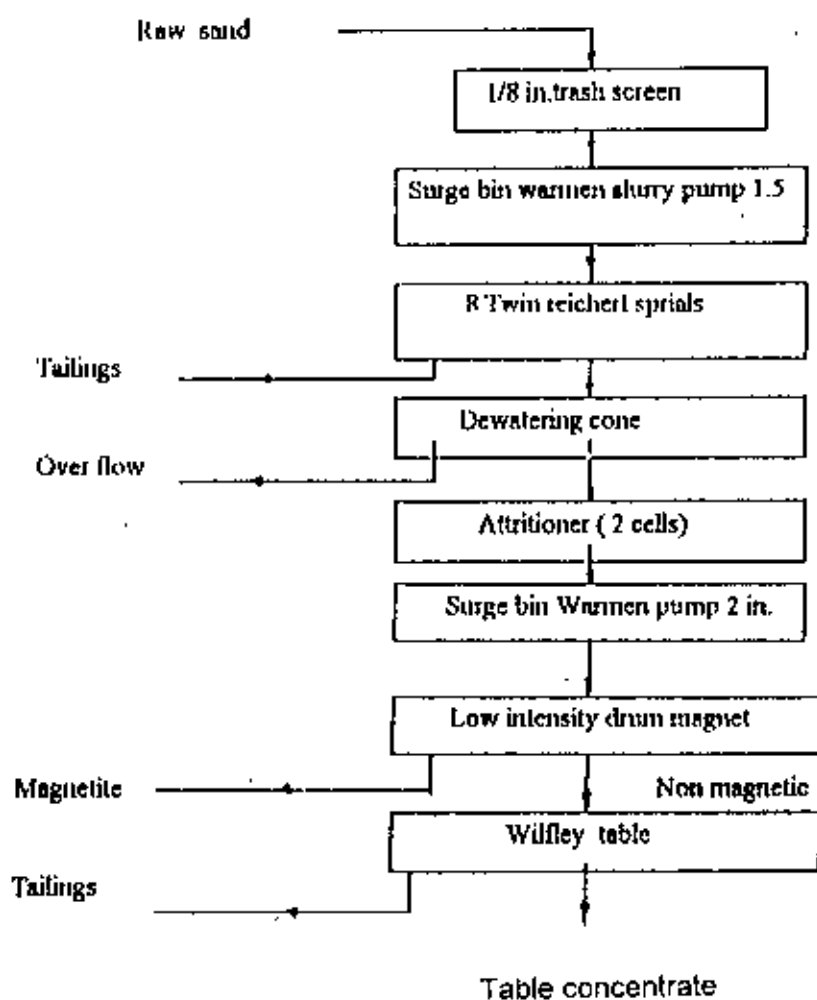 Raw sand
1/8 in.trash screen
Surge bin warmen slurry pump 1.5
8 Twin reichert sprials
Tailings
Dewatering cone
Over flow
Attritioner ( 2 cells)
Surge bin Warmen pump 2 in.
Low intensity drum magnet
Magnetite
Non magnetic
Wilfley table
Tailings
Table concentrate